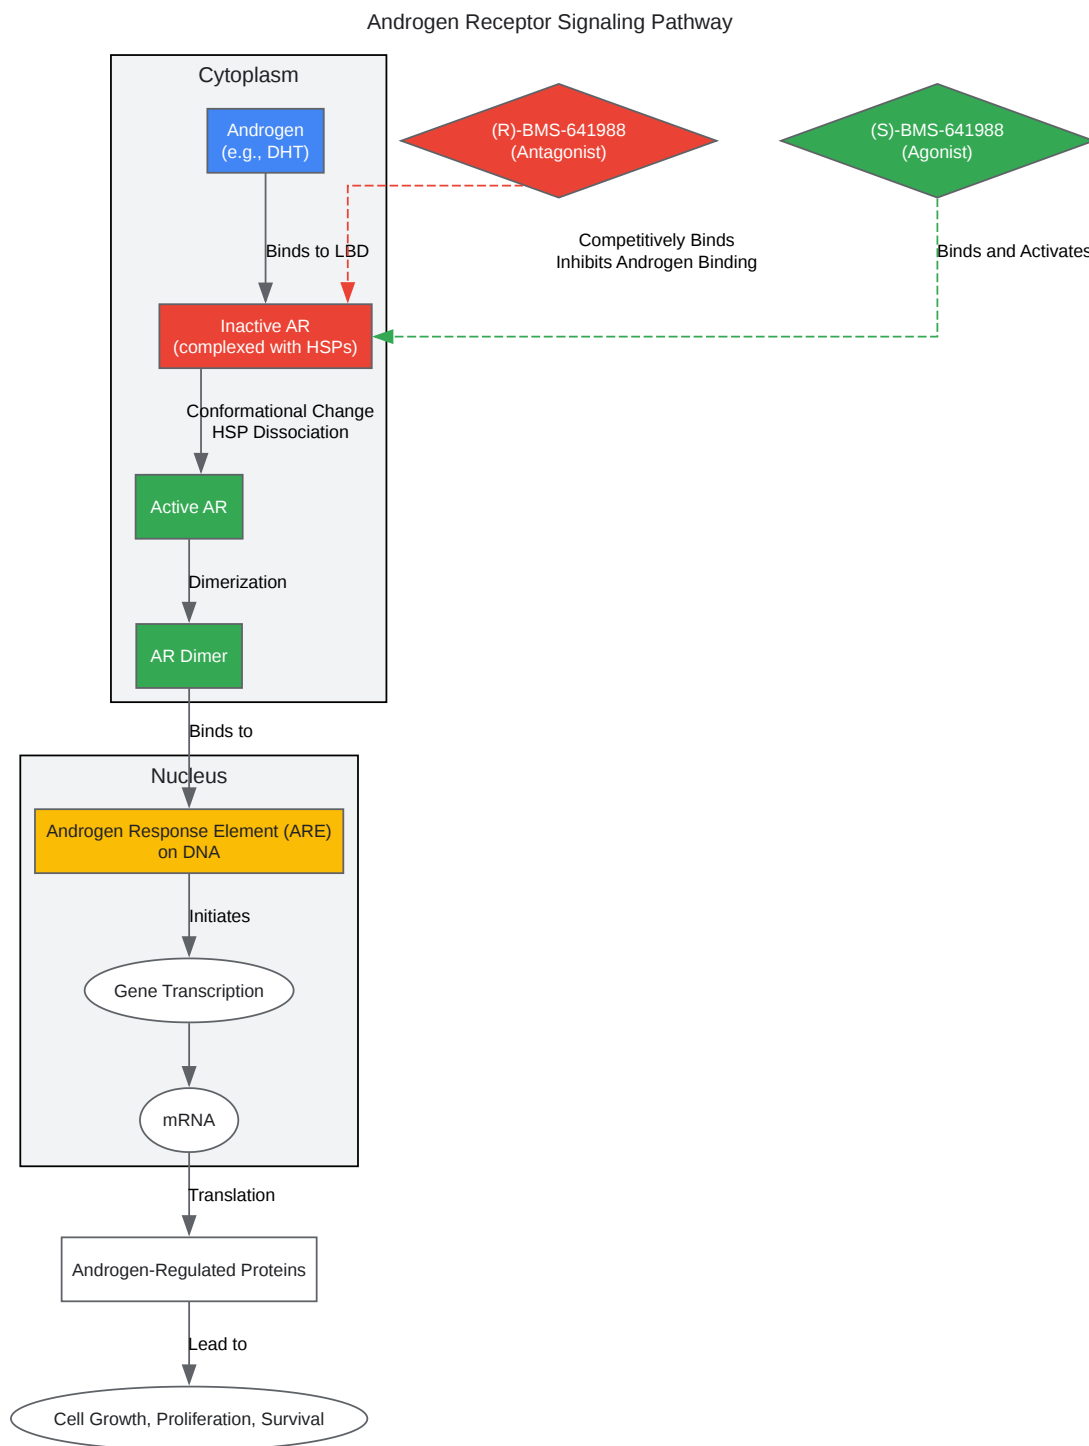 Androgen Receptor Signaling Pathway
Cytoplasm
Androgen
(e.g., DHT)
(R)-BMS-641988
(Antagonist)
(S)-BMS-641988
(Agonist)
Binds to LBD
Competitively Binds
Inhibits Androgen Binding
Binds and Activates
Inactive AR
(complexed with HSPs)
Conformational Change
HSP Dissociation
Active AR
Dimerization
AR Dimer
Binds to
Nucleus
Androgen Response Element (ARE)
on DNA
Initiates
Gene Transcription
mRNA
Translation
Androgen-Regulated Proteins
Lead to
Cell Growth, Proliferation, Survival